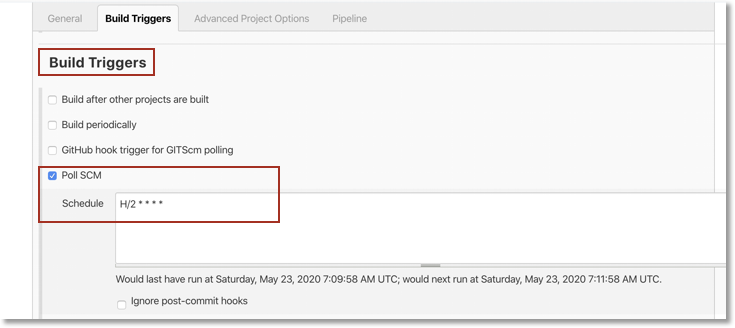 General Build Triggers Advanced Project Options Pipeline
Build Triggers
Build after other projects are built
Build periodically
GitHub hook trigger for GITScm polling
Poll SCM
Schedule H/2 * * * *
Would last have run at Saturday, May 23, 2020 7:09:58 AM UTC; would next run at Saturday, May 23, 2020 7:11:58 AM UTC.
Ignore post-commit hooks